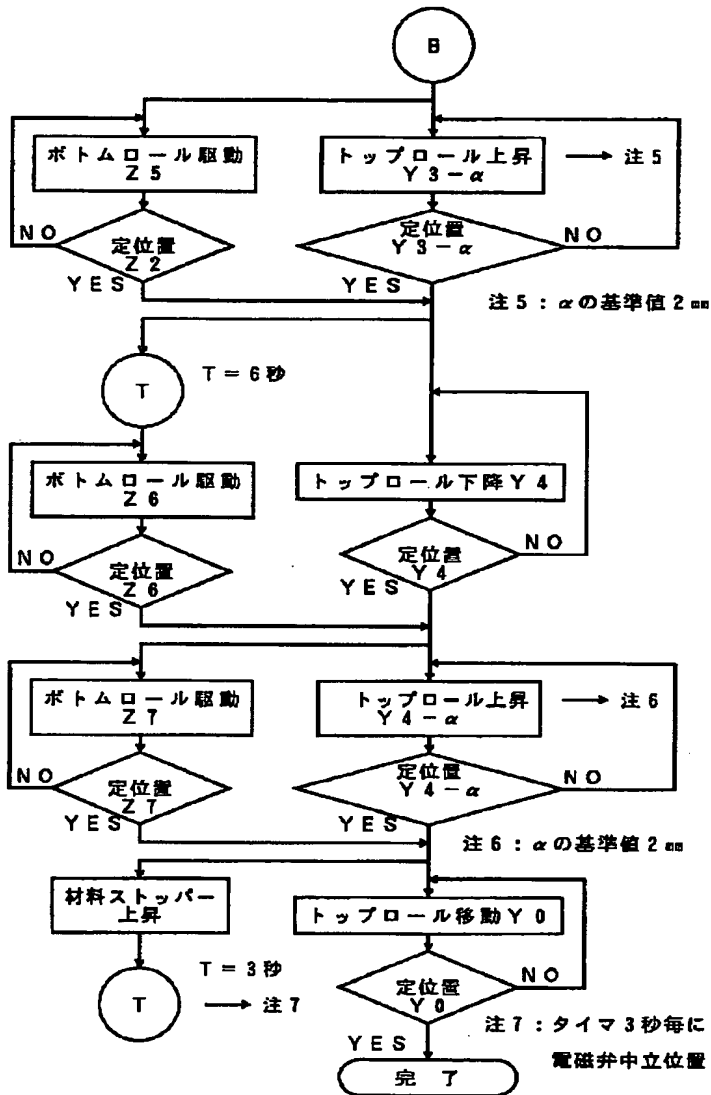 B
ボトムロール駆動
Z5
トップロール上昇
Y3-α
→ 注5
NO
定位置
Z2
YES
定位置
Y3-α
NO
YES
注5：αの基準値2mm
T
T=6秒
ボトムロール駆動
Z6
トップロール下降Y4
NO
定位置
Z6
YES
定位置
Y4
NO
YES
ボトムロール駆動
Z7
トップロール上昇
Y4-α
→ 注6
NO
定位置
Z7
YES
定位置
Y4-α
NO
YES
注6：αの基準値2mm
材料ストッパー
上昇
トップロール移動Y0
T
T=3秒
→ 注7
定位置
Y0
NO
YES
注7：タイマ3秒毎に
電磁弁中立位置
完了